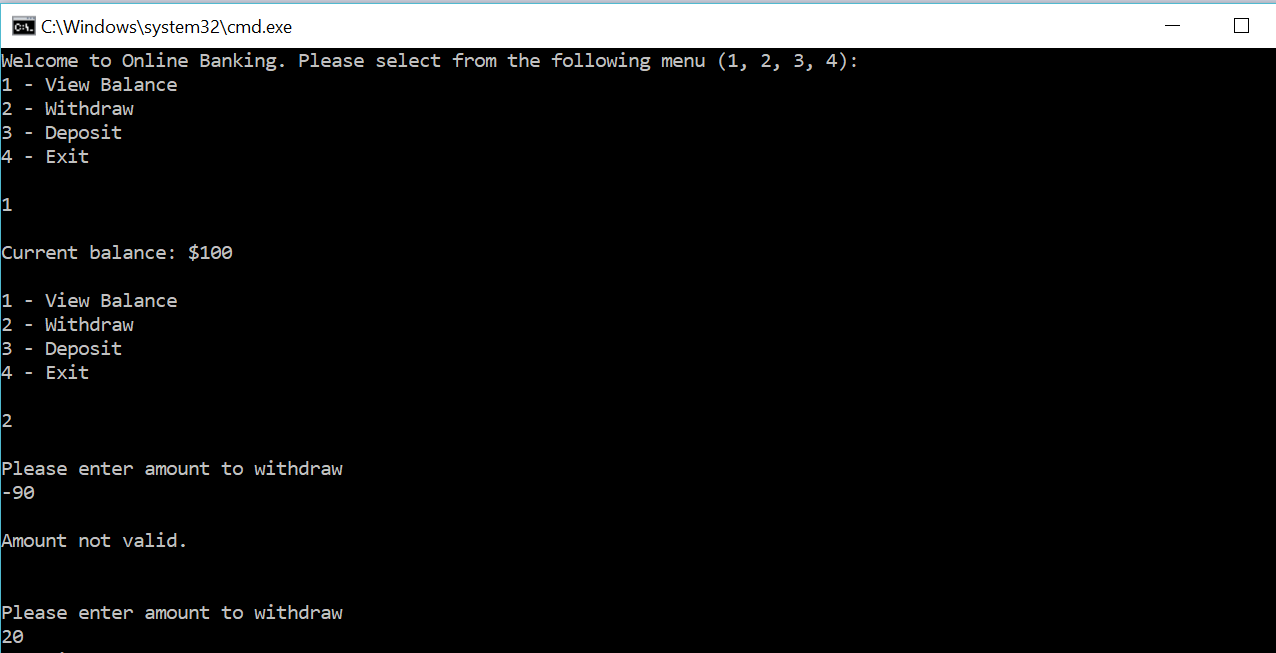 C:\Windows\system32\cmd.exe
Welcome to Online Banking. Please select from the following menu (1, 2, 3, 4):
1 - View Balance
2 - Withdraw
3 - Deposit
4 - Exit
1
Current balance: $100
1 - View Balance
2 - Withdraw
3 - Deposit
4 - Exit
2
Please enter amount to withdraw
-90
Amount not valid.
Please enter amount to withdraw
20